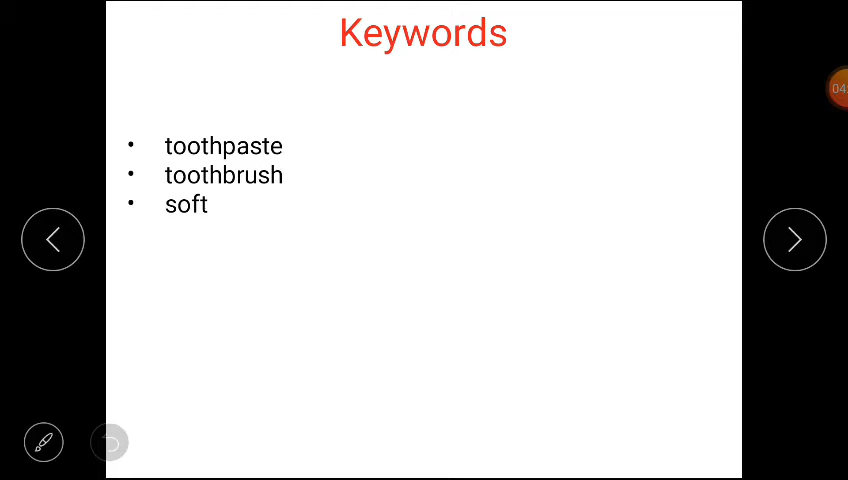 Keywords
• toothpaste
• toothbrush
• soft